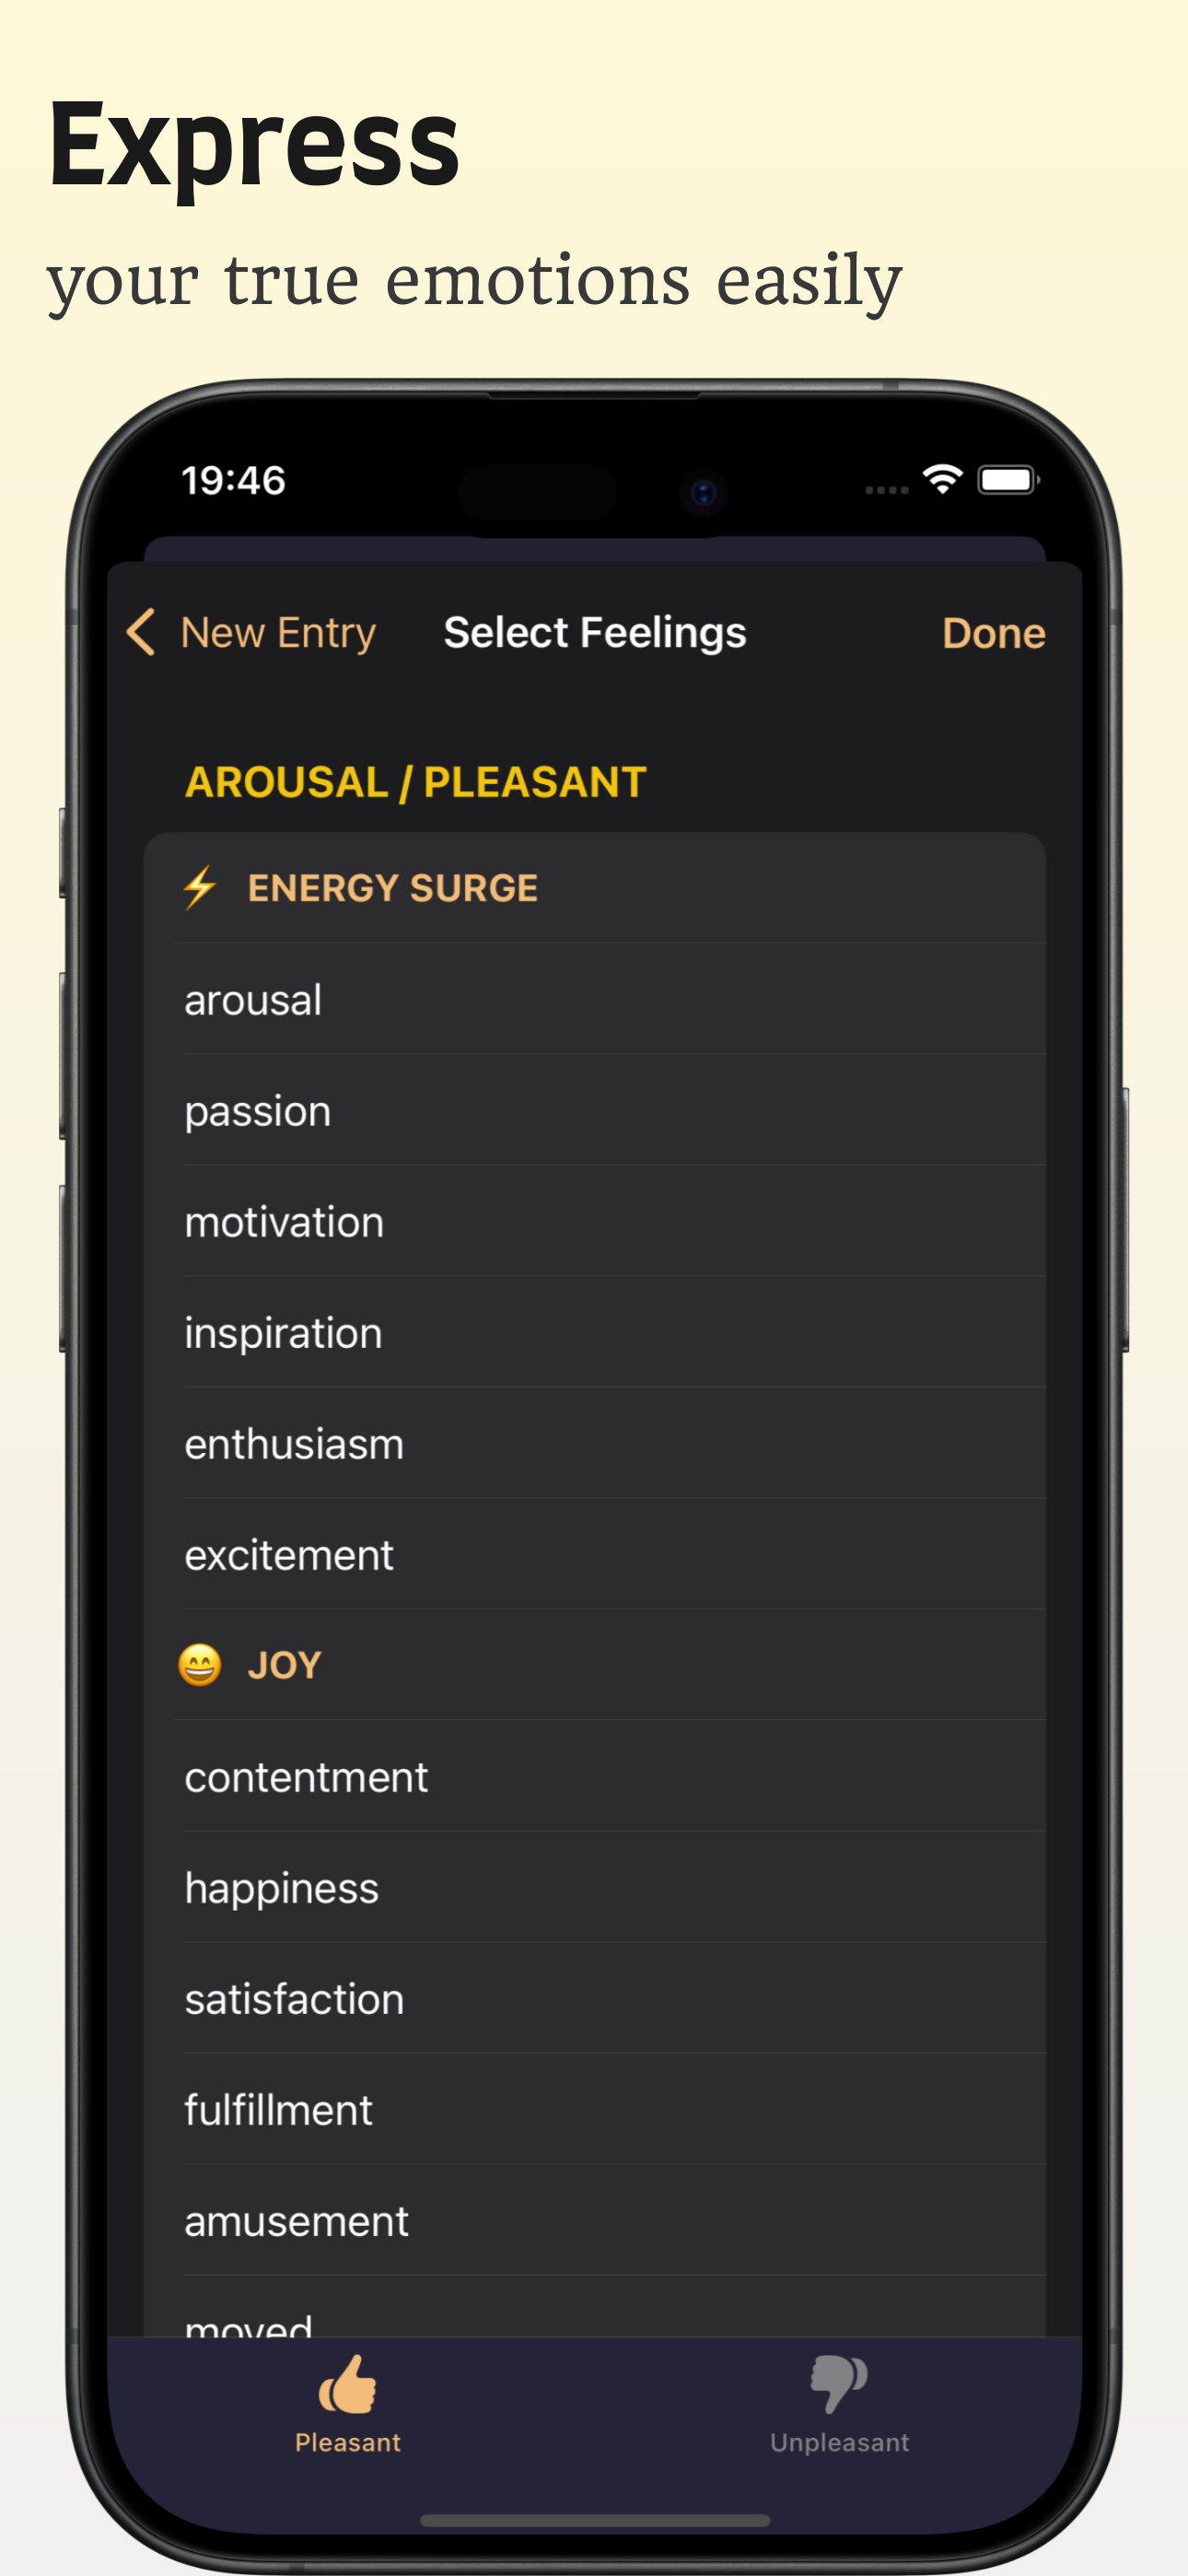 Express
your true emotions easily
19:46
New Entry Select Feelings Done
AROUSAL / PLEASANT
ENERGY SURGE
arousal
passion
motivation
inspiration
enthusiasm
excitement
JOY
contentment
happiness
satisfaction
fulfillment
amusement
moved
Pleasant Unpleasant